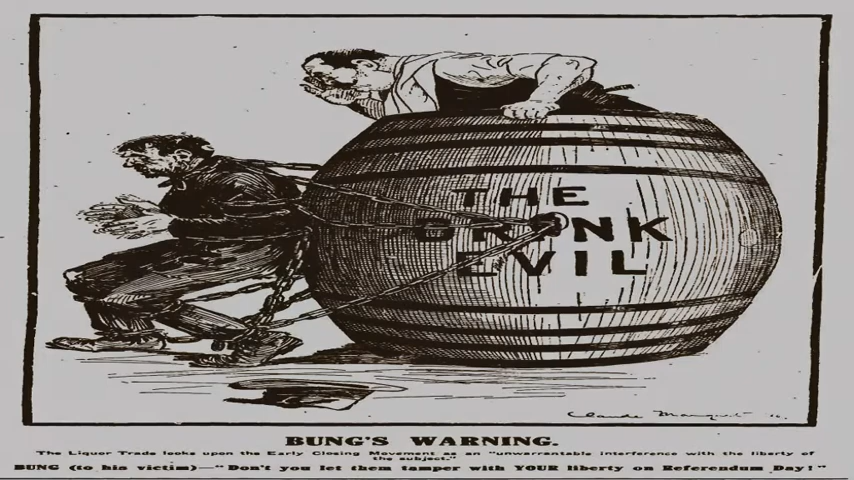 THE
DRINK
EVIL
Claude Marquet 16.
BUNG'S WARNING.
The Liquor Trade looks upon the Early Closing Movement as an "unwarrantable interference with the liberty of
the subject."
BUNG (to his victim)—"Don't you let them tamper with YOUR liberty on Referendum Day!"